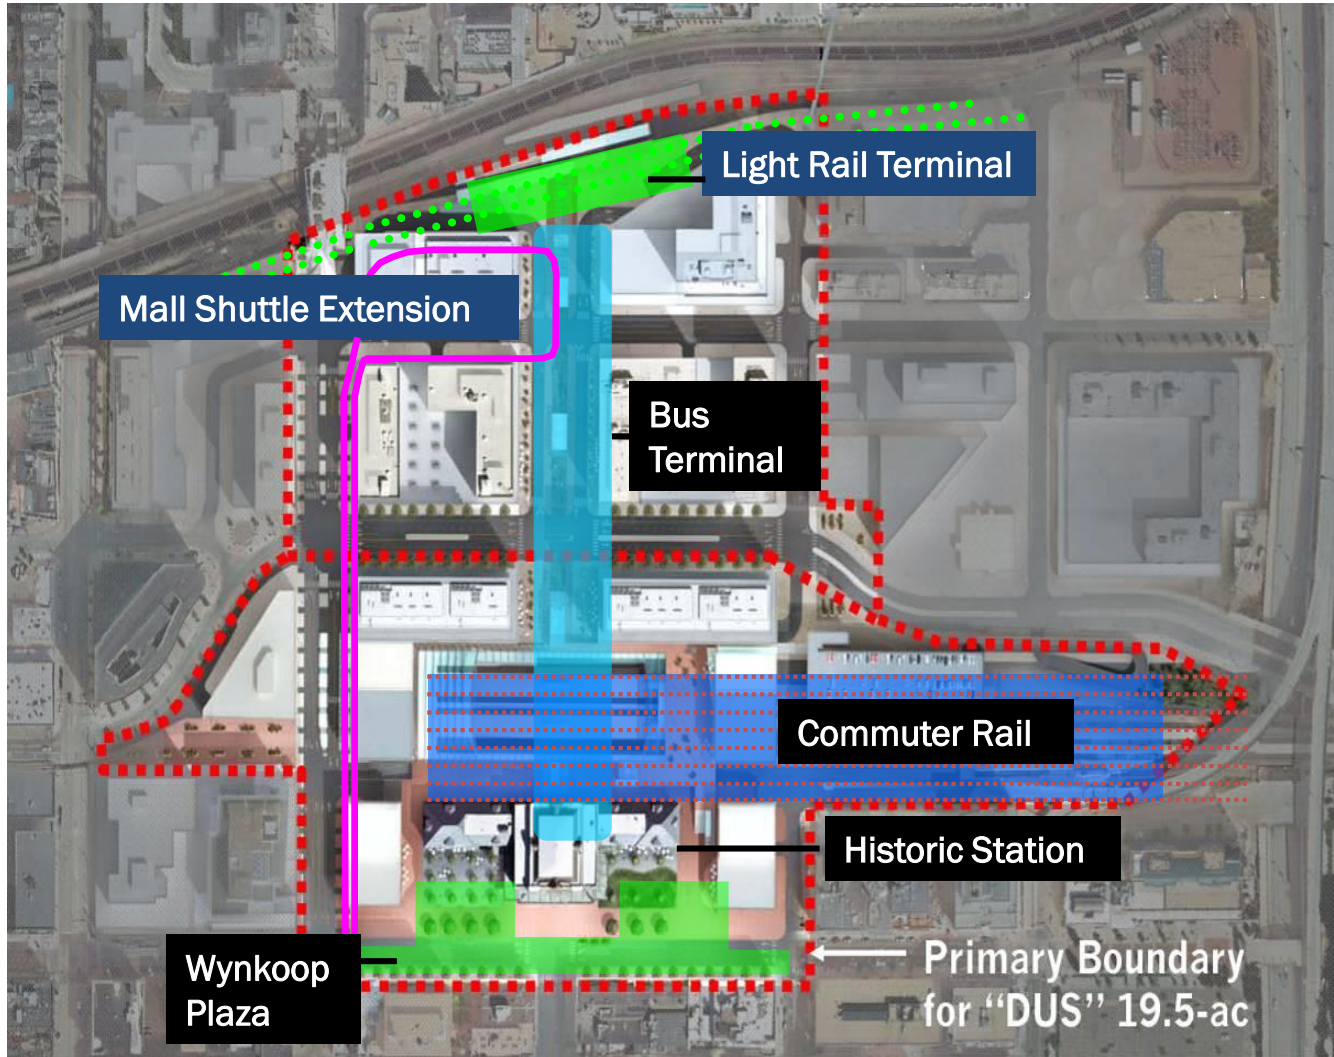 Light Rail Terminal
Mall Shuttle Extension
Bus
Terminal
Commuter Rail
Historic Station
Wynkoop
Plaza
Primary Boundary
for “DUS” 19.5-ac